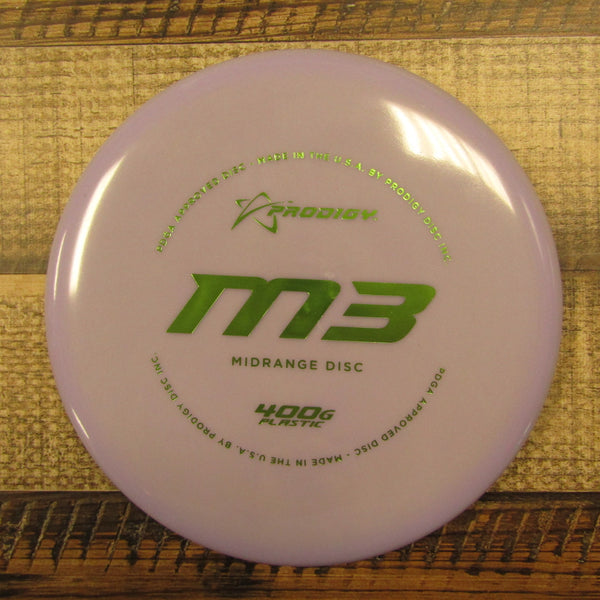 PDGA APPROVED DISC - MADE IN THE U.S.A. BY PRODIGY DISC INC.
PRODIGY
M3
MIDRANGE DISC
400G
PLASTIC
PDGA APPROVED DISC - MADE IN THE U.S.A. BY PRODIGY DISC INC.